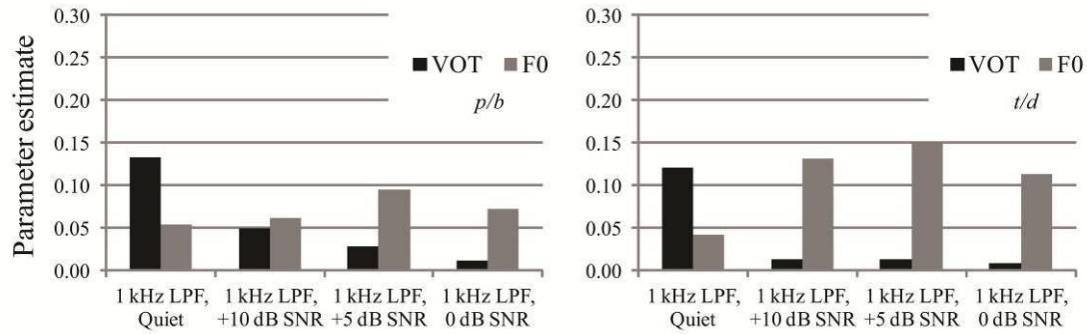 Parameter estimate
0.30
0.25
0.20
0.15
0.10
0.05
0.00
VOT F0
p/b
1 kHz LPF, 1 kHz LPF, 1 kHz LPF, 1 kHz LPF,
Quiet +10 dB SNR +5 dB SNR 0 dB SNR
0.30
0.25
0.20
0.15
0.10
0.05
0.00
VOT F0
t/d
1 kHz LPF, 1 kHz LPF, 1 kHz LPF, 1 kHz LPF,
Quiet +10 dB SNR +5 dB SNR 0 dB SNR